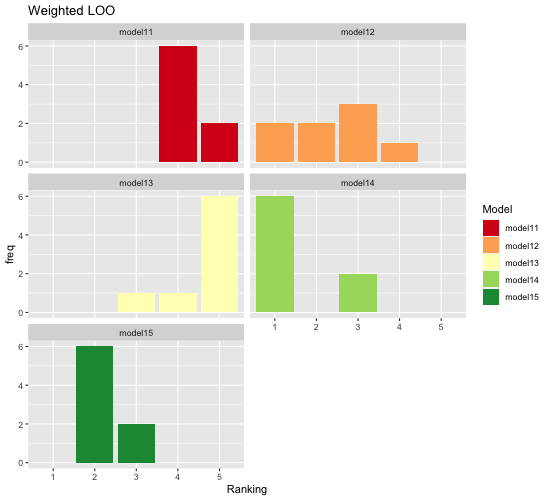 Weighted LOO
model11
model12
6
4
2
0
model13
model14
6
4
2
0
1 2 3 4 5
model15
6
4
2
0
1 2 3 4 5
freq
Ranking
Model
model11
model12
model13
model14
model15